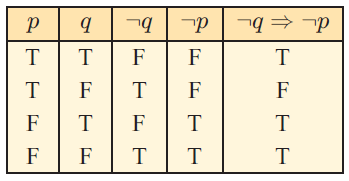 p q ¬q ¬p ¬q ⇒ ¬p
T T F F T
T F T F F
F T F T T
F F T T T